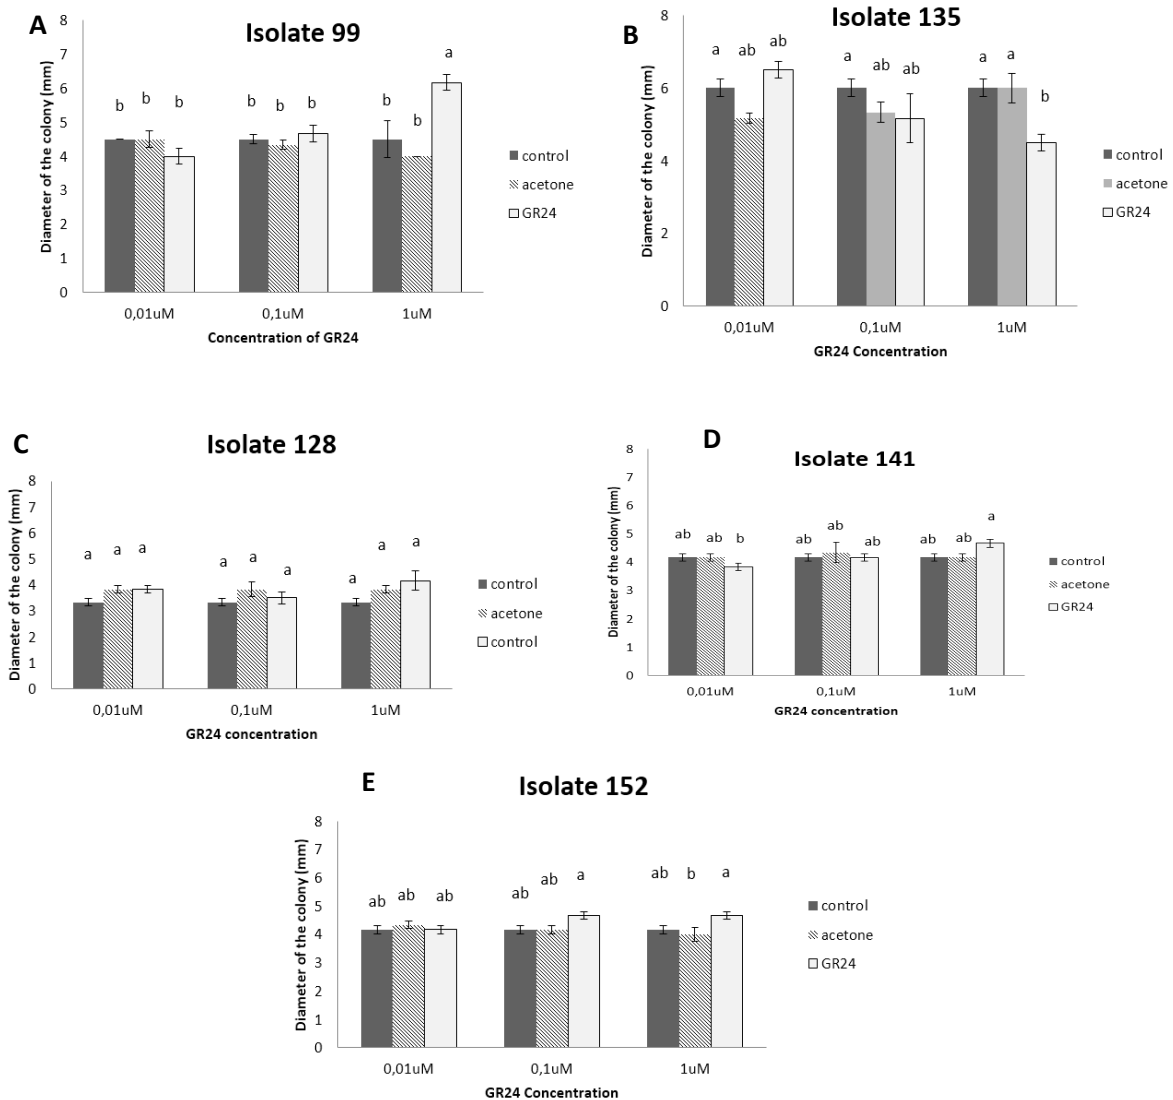 A
Isolate 99
Diameter of the colony (mm)
8
7
6
5
4
3
2
1
0
b b b
b b b
b b a
0,01uM 0,1uM 1uM
Concentration of GR24
control
acetone
GR24
B
Isolate 135
Diameter of the colony (mm)
8
6
4
2
0
a ab ab
a ab ab
a a b
0,01uM 0,1uM 1uM
GR24 Concentration
control
acetone
GR24
C
Isolate 128
Diameter of the colony (mm)
8
7
6
5
4
3
2
1
0
a a a
a a a
a a a
0,01uM 0,1uM 1uM
GR24 concentration
control
acetone
control
D
Isolate 141
Diameter of the colony (mm)
8
7
6
5
4
3
2
1
0
ab ab b
ab ab ab
ab ab a
0,01uM 0,1uM 1uM
GR24 concentration
control
acetone
GR24
E
Isolate 152
Diameter of the colony (mm)
8
7
6
5
4
3
2
1
0
ab ab ab
ab ab a
ab b a
0,01uM 0,1uM 1uM
GR24 Concentration
control
acetone
GR24